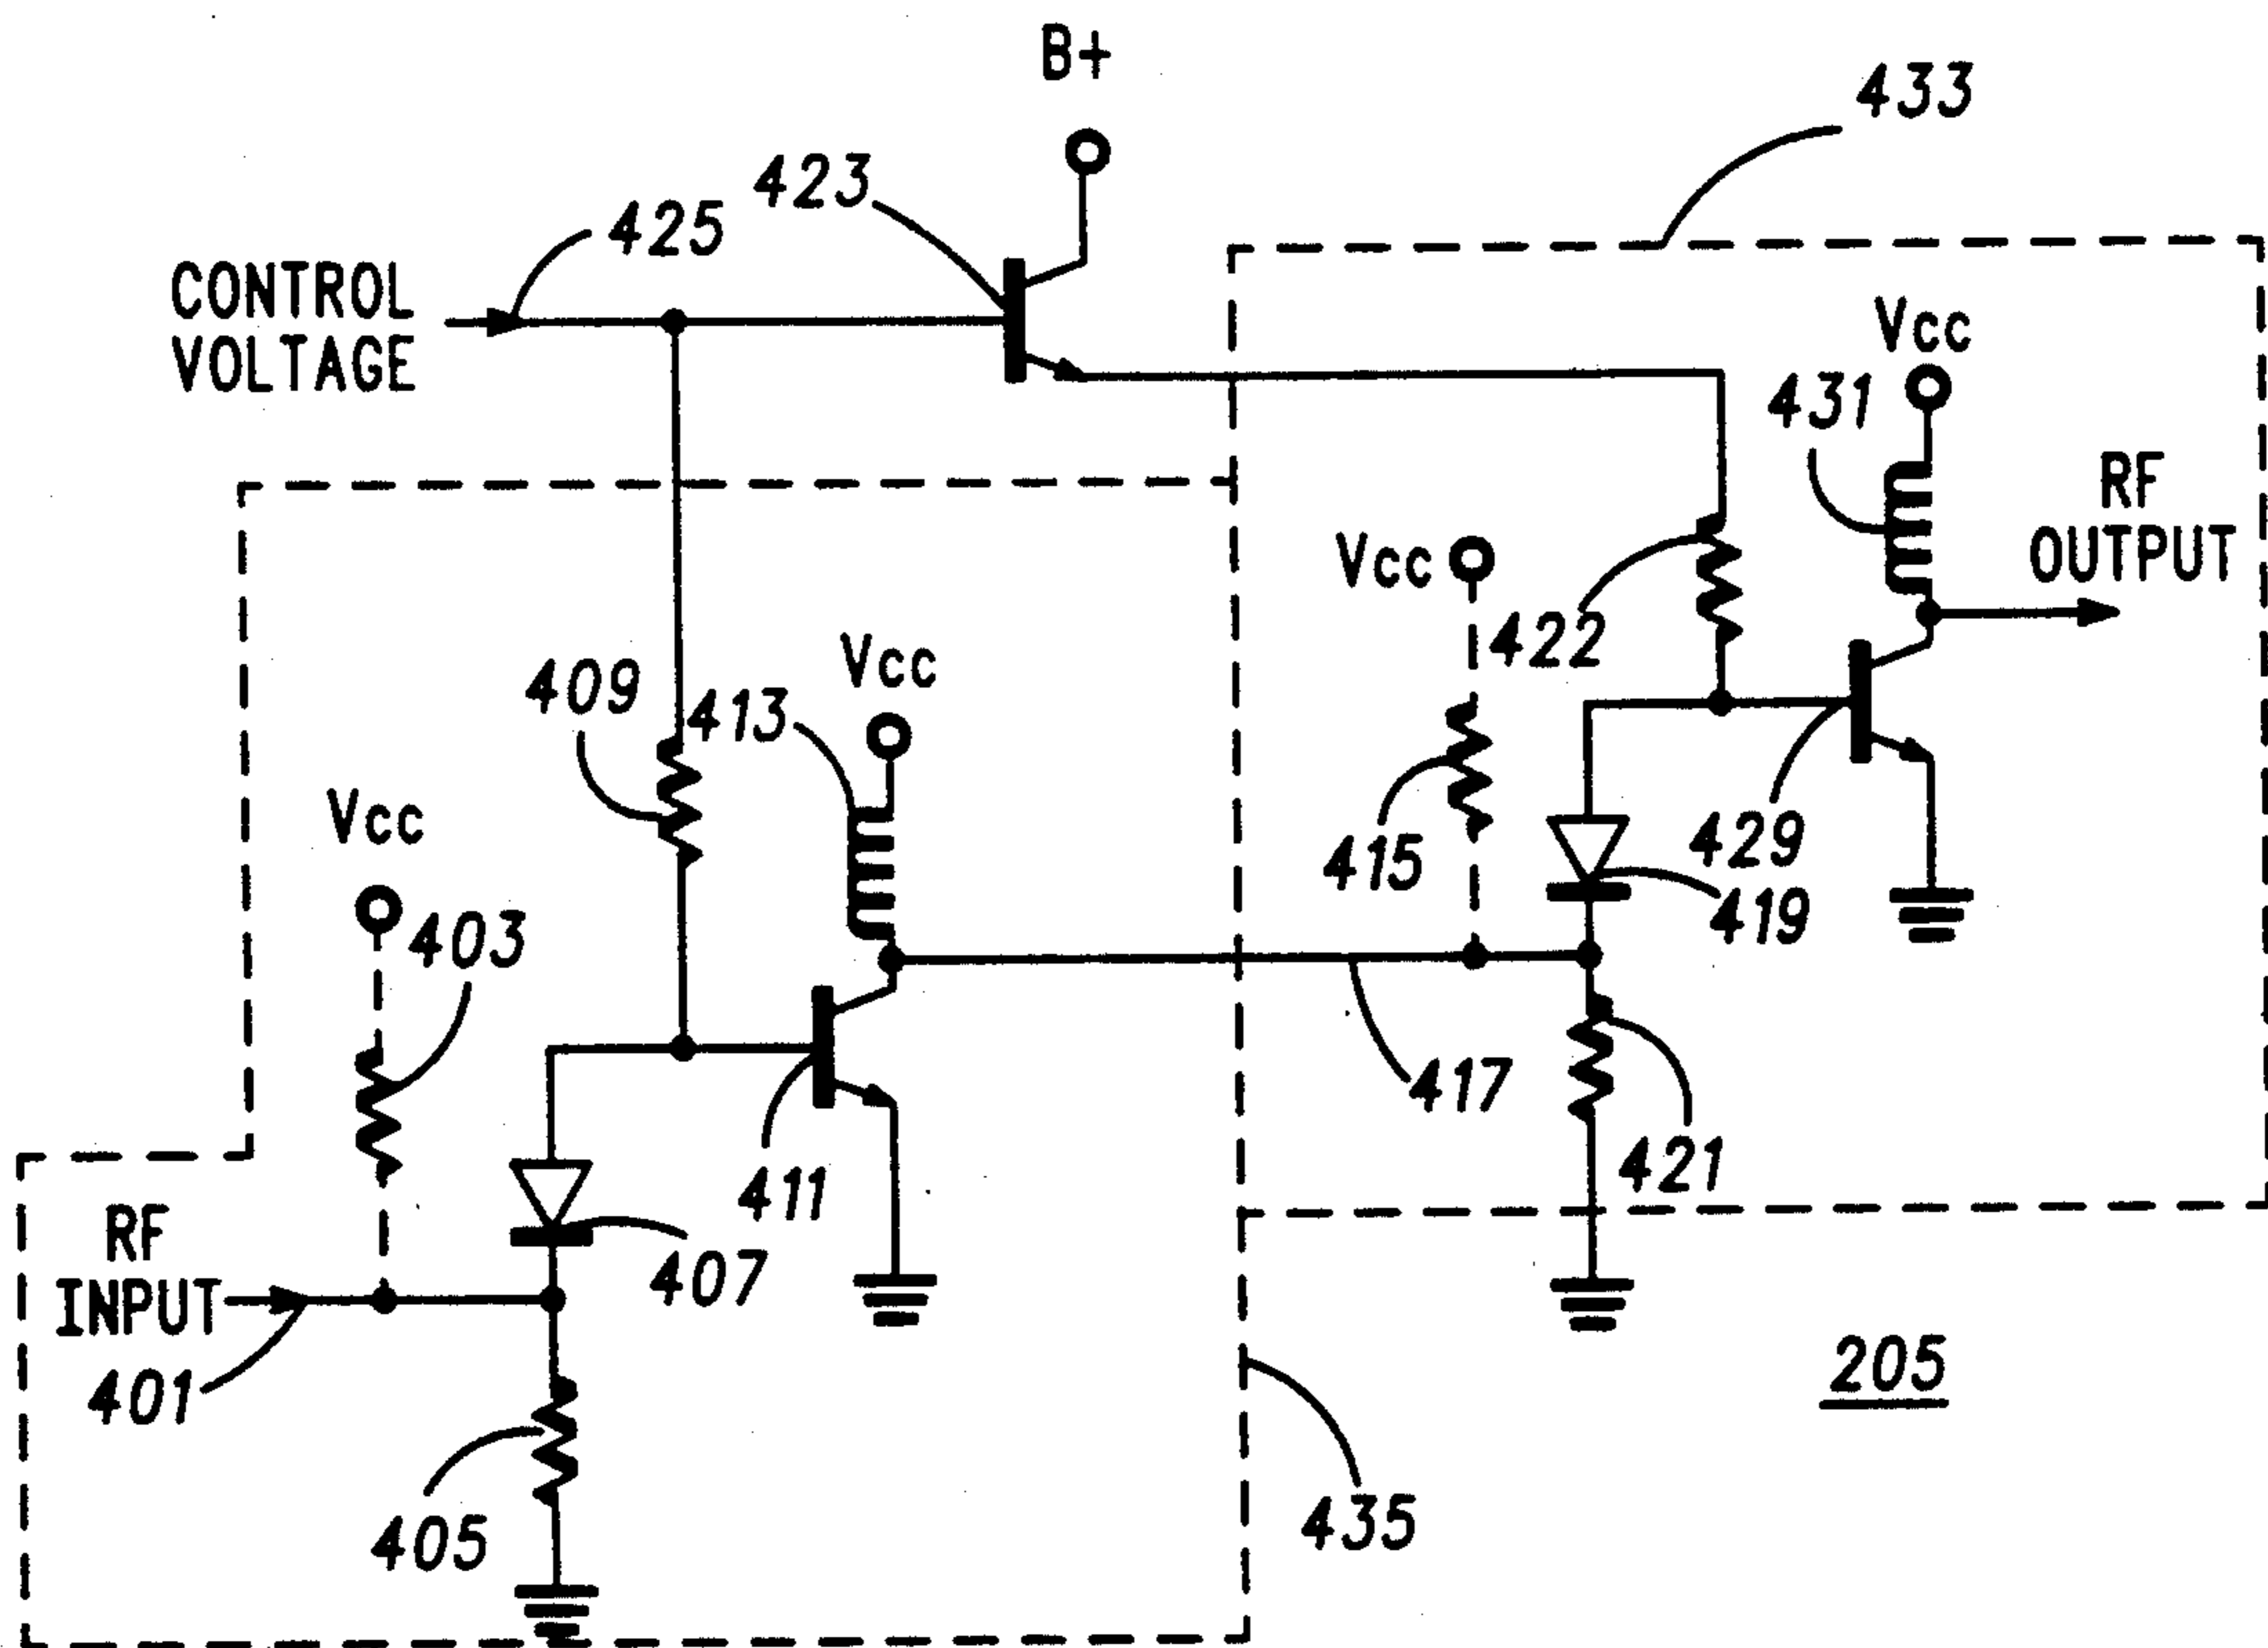 B+
433
423
425
CONTROL
VOLTAGE
Vcc
431
RF
OUTPUT
Vcc
422
409
413
Vcc
Vcc
415
429
419
403
417
411
421
RF
INPUT
407
401
205
405
435